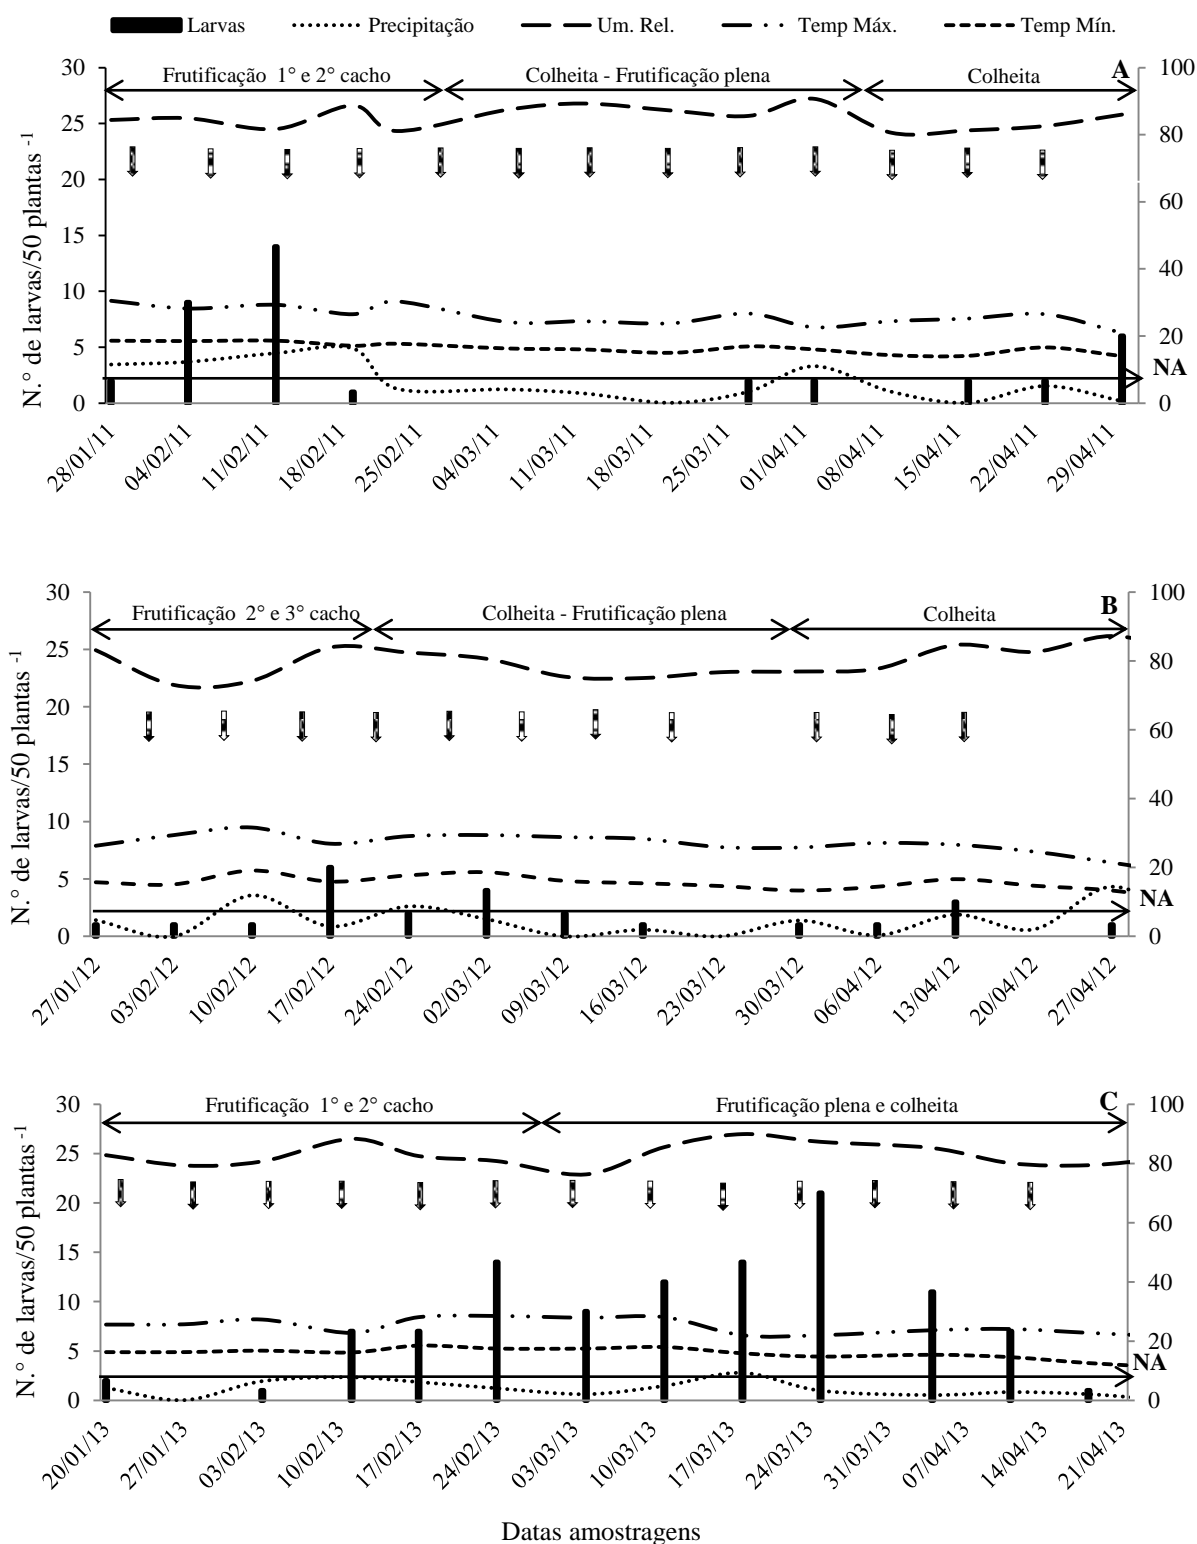 Larvas Precipitação Um. Rel. Temp Máx. Temp Mín.
N.° de larvas/50 plantas -1
30
25
20
15
10
5
0
Frutificação 1° e 2° cacho Colheita - Frutificação plena Colheita A
100
80
60
40
20
0
NA
28/01/11 04/02/11 11/02/11 18/02/11 25/02/11 04/03/11 11/03/11 18/03/11 25/03/11 01/04/11 08/04/11 15/04/11 22/04/11 29/04/11
N.° de larvas/50 plantas -1
30
25
20
15
10
5
0
Frutificação 2° e 3° cacho Colheita - Frutificação plena Colheita B
100
80
60
40
20
0
NA
27/01/12 03/02/12 10/02/12 17/02/12 24/02/12 02/03/12 09/03/12 16/03/12 23/03/12 30/03/12 06/04/12 13/04/12 20/04/12 27/04/12
N.° de larvas/50 plantas -1
30
25
20
15
10
5
0
Frutificação 1° e 2° cacho Frutificação plena e colheita C
100
80
60
40
20
0
NA
20/01/13 27/01/13 03/02/13 10/02/13 17/02/13 24/02/13 03/03/13 10/03/13 17/03/13 24/03/13 31/03/13 07/04/13 14/04/13 21/04/13
Datas amostragens